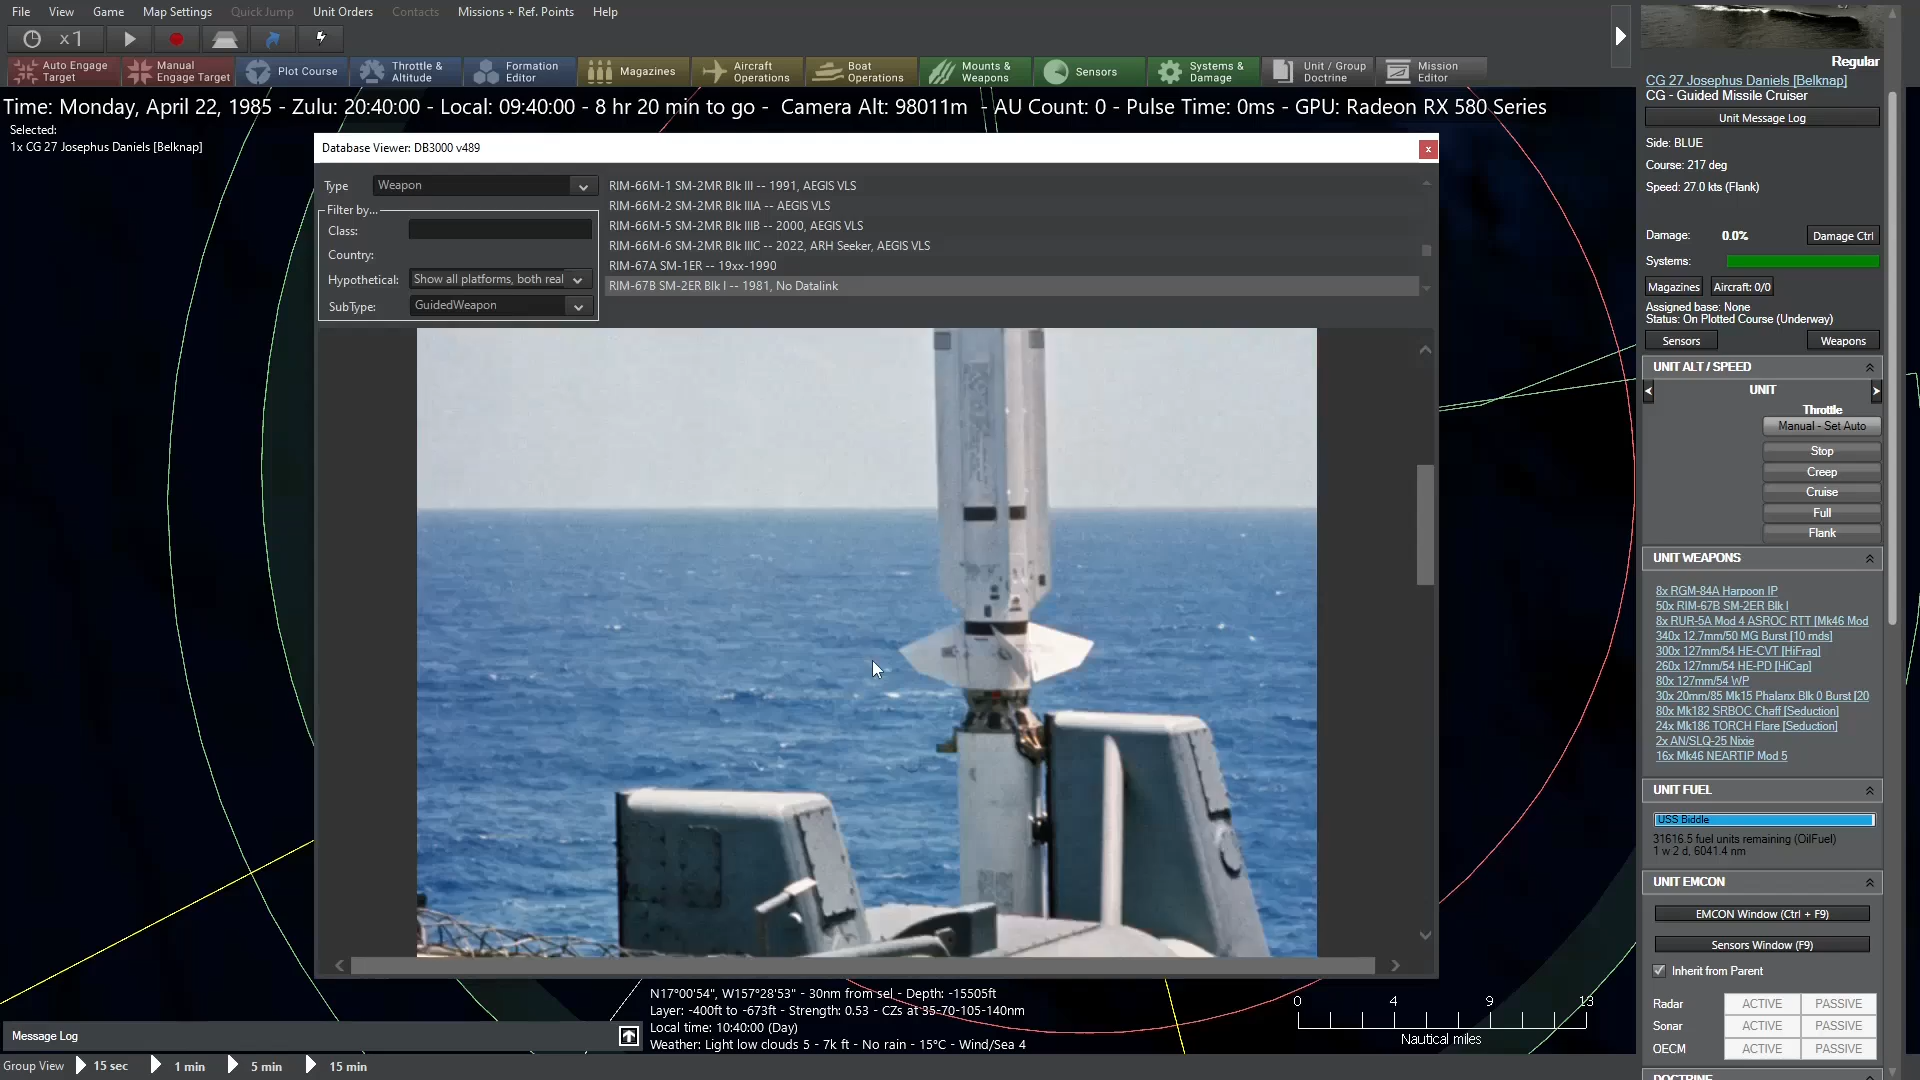 File View Game Map Settings Quick Jump Unit Orders Contacts Missions + Ref. Points Help
x1
Auto Engage Target
Manual Engage Target
Plot Course
Throttle & Altitude
Formation Editor
Magazines
Aircraft Operations
Boat Operations
Mounts & Weapons
Sensors
Systems & Damage
Unit / Group Doctrine
Mission Editor
Time: Monday, April 22, 1985 - Zulu: 20:40:00 - Local: 09:40:00 - 8 hr 20 min to go - Camera Alt: 98011m - AU Count: 0 - Pulse Time: 0ms - GPU: Radeon RX 580 Series
Selected:
1x CG 27 Josephus Daniels [Belknap]
Database Viewer: DB3000 v489
x
Type Weapon
Filter by...
Class:
Country:
Hypothetical: Show all platforms, both real
SubType: GuidedWeapon
RIM-66M-1 SM-2MR Blk III -- 1991, AEGIS VLS
RIM-66M-2 SM-2MR Blk IIIA -- AEGIS VLS
RIM-66M-5 SM-2MR Blk IIIB -- 2000, AEGIS VLS
RIM-66M-6 SM-2MR Blk IIIC -- 2022, ARH Seeker, AEGIS VLS
RIM-67A SM-1ER -- 19xx-1990
RIM-67B SM-2ER Blk I -- 1981, No Datalink
Regular
CG 27 Josephus Daniels [Belknap]
CG - Guided Missile Cruiser
Unit Message Log
Side: BLUE
Course: 217 deg
Speed: 27.0 kts (Flank)
Damage: 0.0% Damage Ctrl
Systems:
Magazines Aircraft: 0/0
Assigned base: None
Status: On Plotted Course (Underway)
Sensors Weapons
UNIT ALT / SPEED
UNIT
Throttle
Manual - Set Auto
Stop
Creep
Cruise
Full
Flank
UNIT WEAPONS
8x RGM-84A Harpoon IP
50x RIM-67B SM-2ER Blk I
8x RUR-5A Mod 4 ASROC RTT [Mk46 Mod
340x 12.7mm/50 MG Burst [10 rnds]
300x 127mm/54 HE-CVT [HiFrag]
260x 127mm/54 HE-PD [HiCap]
80x 127mm/54 WP
30x 20mm/85 Mk15 Phalanx Blk 0 Burst [20
80x Mk182 SRBOC Chaff [Seduction]
24x Mk186 TORCH Flare [Seduction]
2x AN/SLQ-25 Nixie
16x Mk46 NEARTIP Mod 5
UNIT FUEL
USS Biddle
31616.5 fuel units remaining (OilFuel)
1 w 2 d, 6041.4 nm
UNIT EMCON
EMCON Window (Ctrl + F9)
Sensors Window (F9)
Inherit from Parent
Radar ACTIVE PASSIVE
Sonar ACTIVE PASSIVE
OECM ACTIVE PASSIVE
DOCTRINE
N17°00'54", W157°28'53" - 30nm from sel - Depth: -15505ft
Layer: -400ft to -673ft - Strength: 0.53 - CZs at 35-70-105-140nm
Local time: 10:40:00 (Day)
Weather: Light low clouds 5 - 7k ft - No rain - 15°C - Wind/Sea 4
0 4 9 13
Nautical miles
Message Log
Group View 15 sec 1 min 5 min 15 min